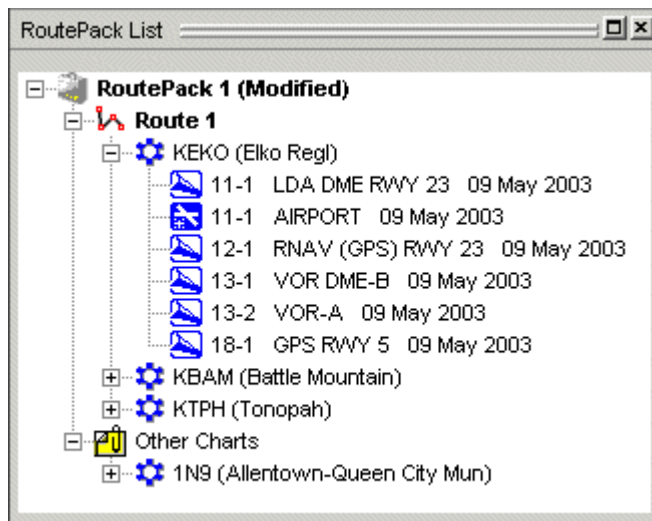 RoutePack List
RoutePack 1 (Modified)
Route 1
KEKO (Elko Regl)
11-1 LDA DME RWY 23 09 May 2003
11-1 AIRPORT 09 May 2003
12-1 RNAV (GPS) RWY 23 09 May 2003
13-1 VOR DME-B 09 May 2003
13-2 VOR-A 09 May 2003
18-1 GPS RWY 5 09 May 2003
KBAM (Battle Mountain)
KTPH (Tonopah)
Other Charts
1N9 (Allentown-Queen City Mun)